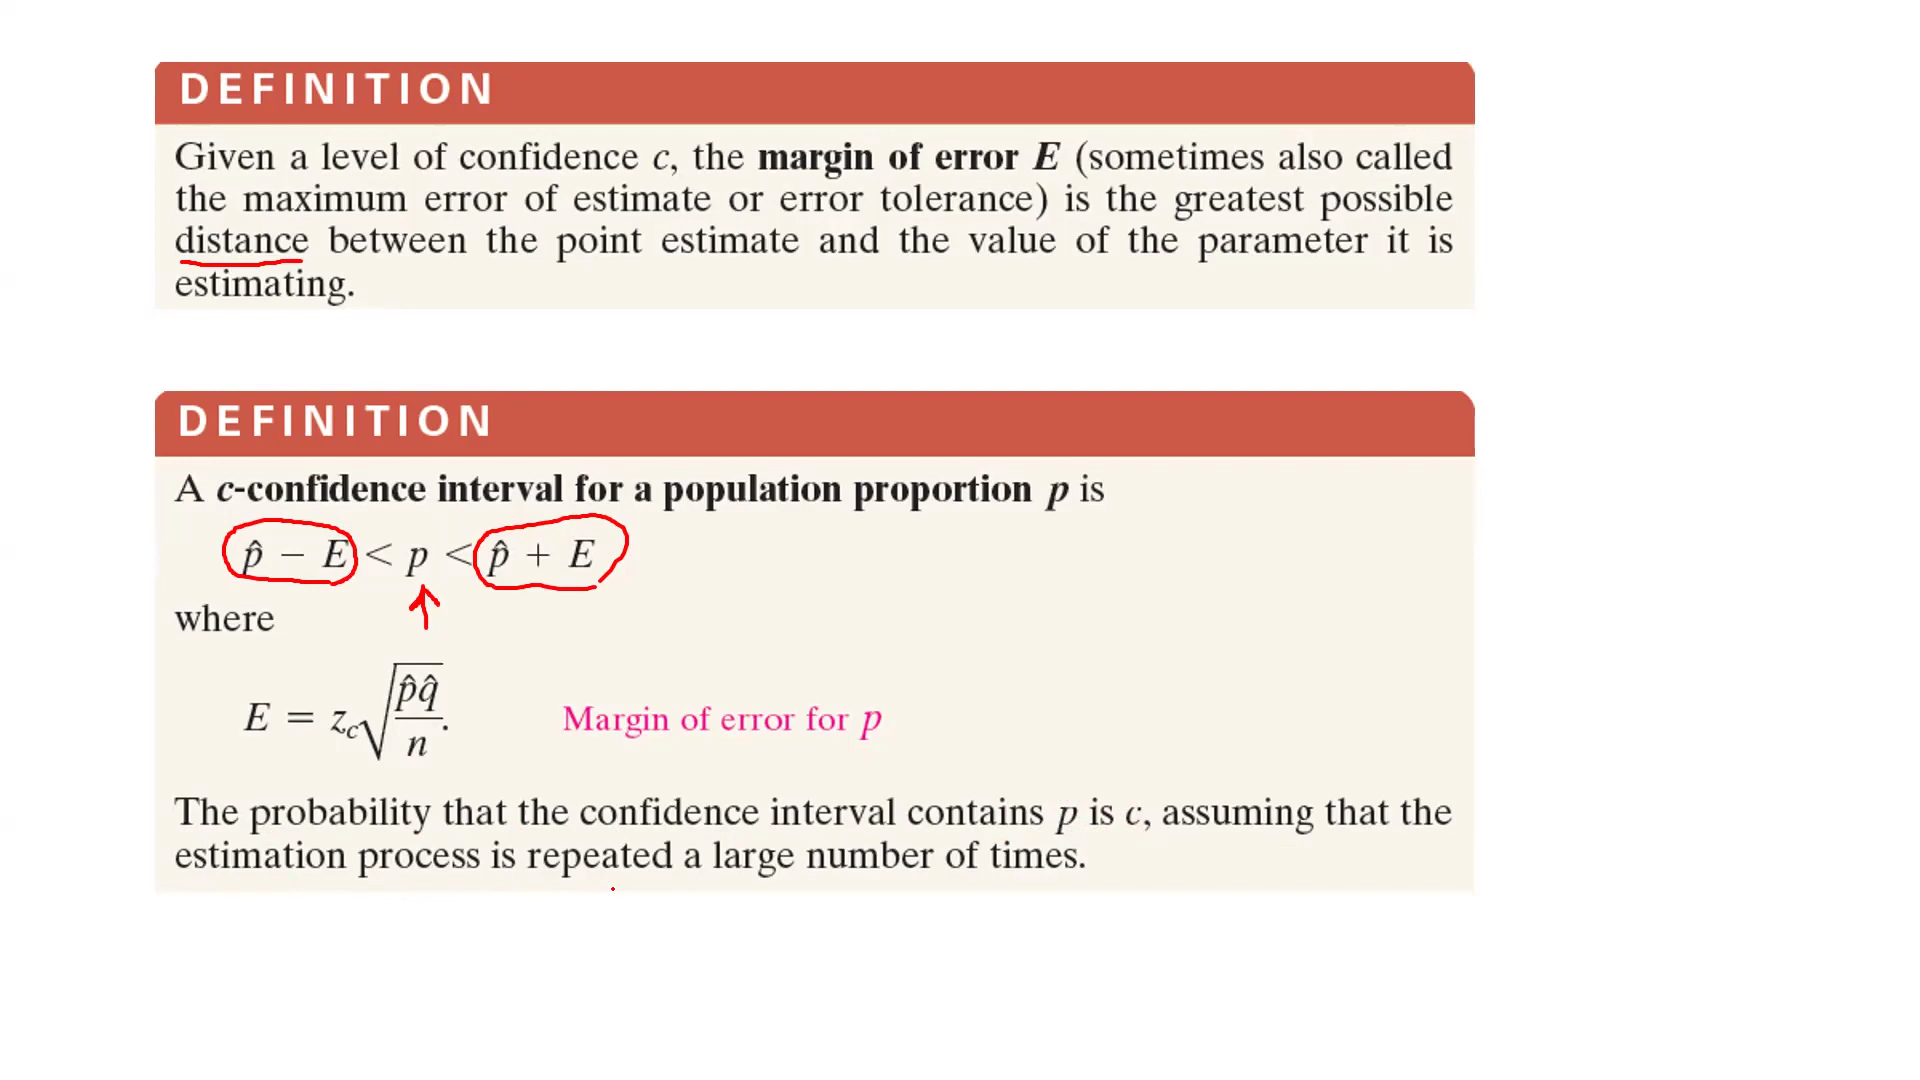 DEFINITION
Given a level of confidence c, the margin of error E (sometimes also called
the maximum error of estimate or error tolerance) is the greatest possible
distance between the point estimate and the value of the parameter it is
estimating.
DEFINITION
A c-confidence interval for a population proportion p is
p̂ − E < p < p̂ + E
where
E = z_c√(p̂q̂/n). Margin of error for p
The probability that the confidence interval contains p is c, assuming that the
estimation process is repeated a large number of times.